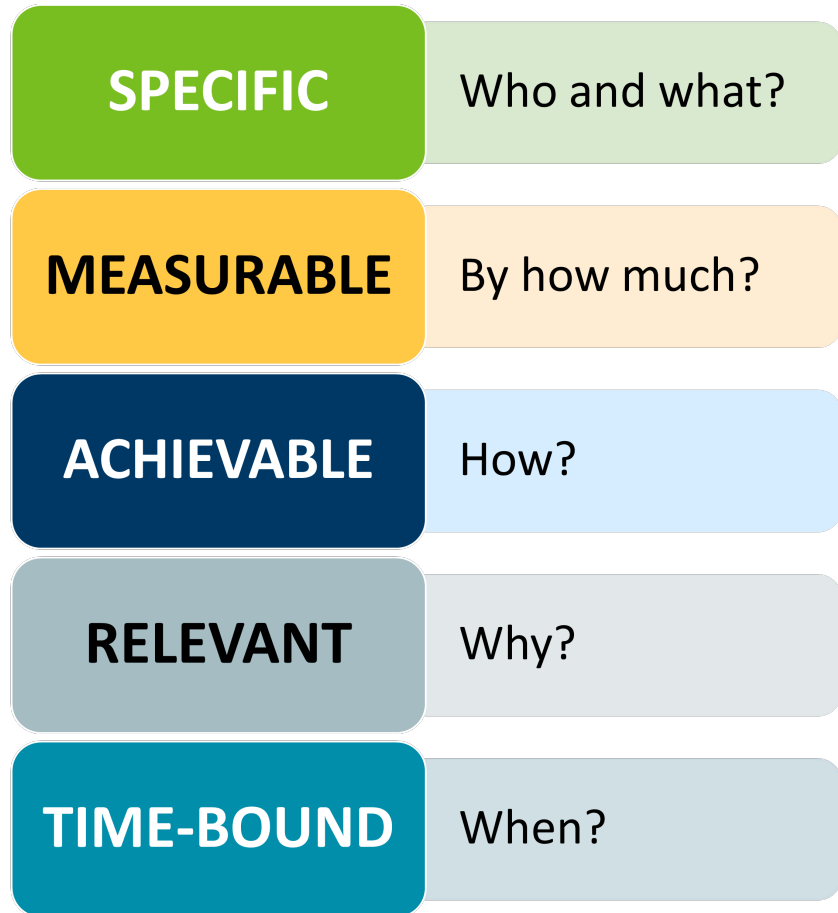 SPECIFIC
Who and what?
MEASURABLE
By how much?
ACHIEVABLE
How?
RELEVANT
Why?
TIME-BOUND
When?